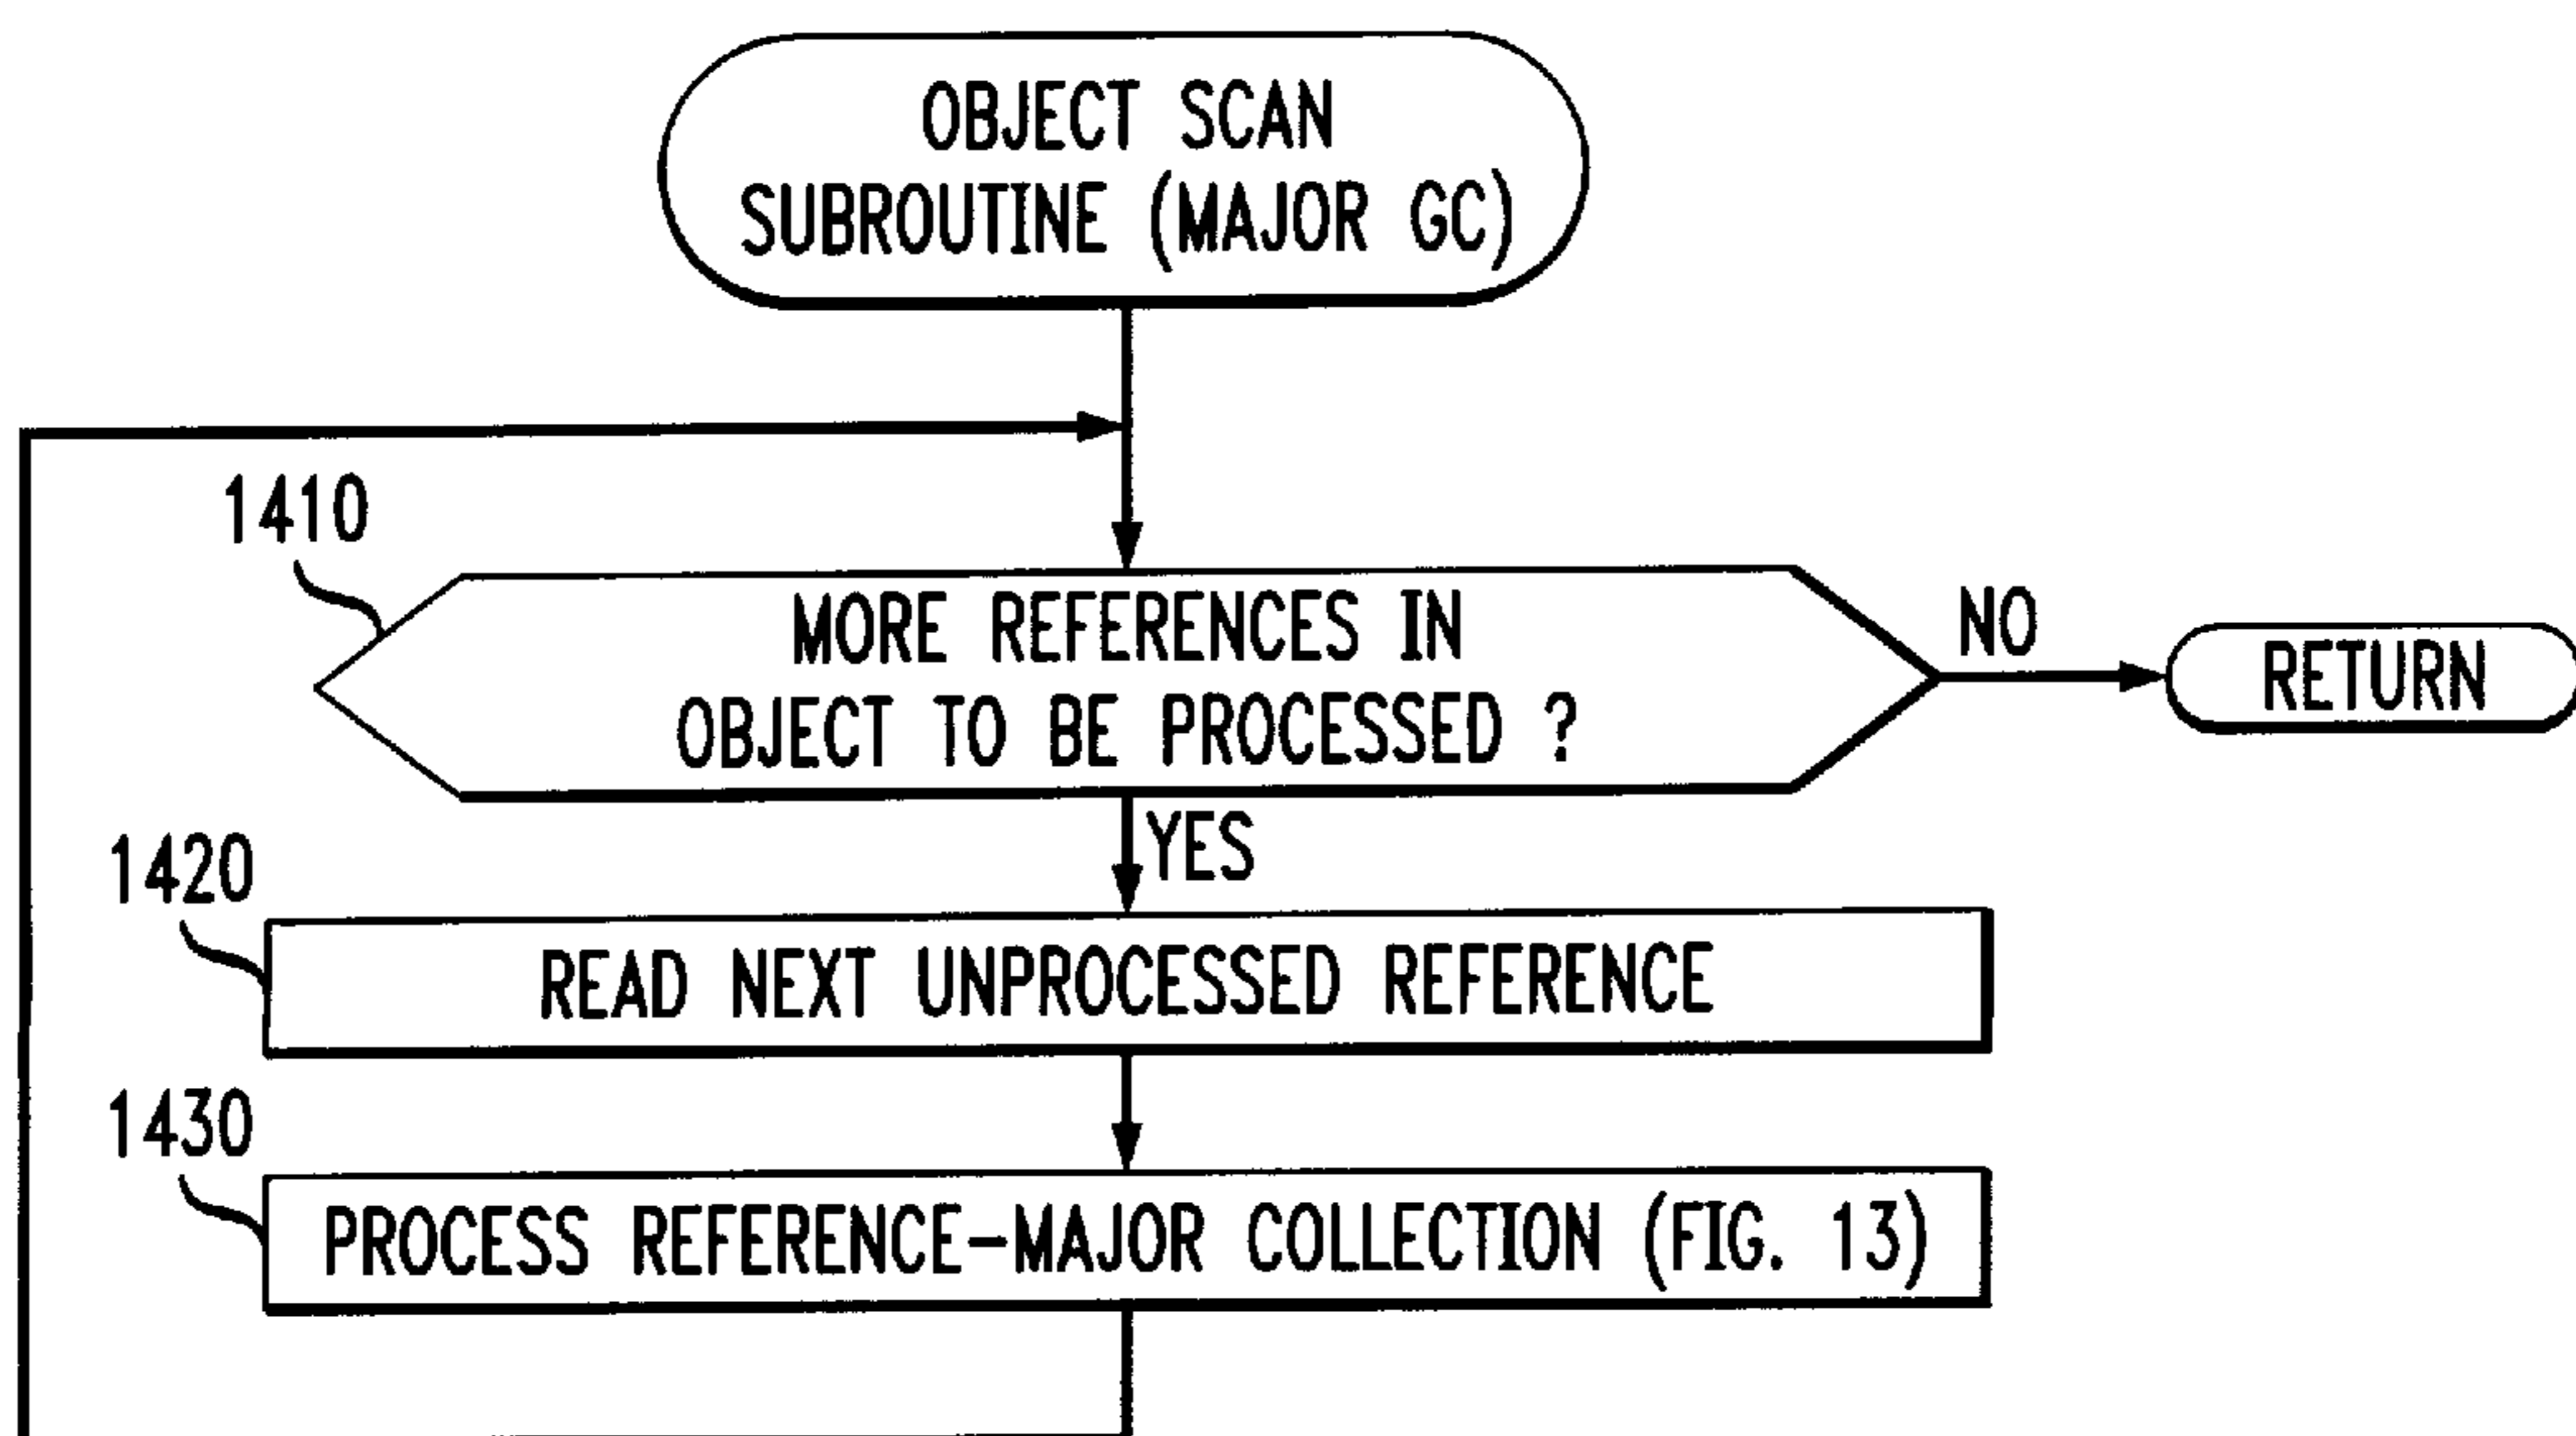 OBJECT SCAN
SUBROUTINE (MAJOR GC)
1410
MORE REFERENCES IN
OBJECT TO BE PROCESSED ?
NO
RETURN
YES
1420
READ NEXT UNPROCESSED REFERENCE
1430
PROCESS REFERENCE-MAJOR COLLECTION (FIG. 13)